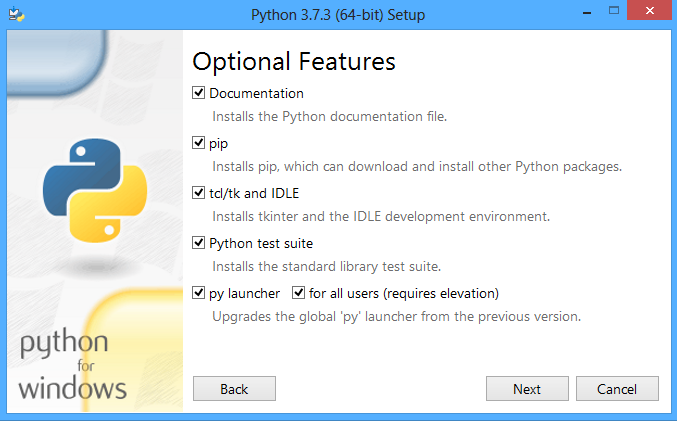 Python 3.7.3 (64-bit) Setup
Optional Features
Documentation
Installs the Python documentation file.
pip
Installs pip, which can download and install other Python packages.
tcl/tk and IDLE
Installs tkinter and the IDLE development environment.
Python test suite
Installs the standard library test suite.
py launcher for all users (requires elevation)
Upgrades the global 'py' launcher from the previous version.
python
for
windows
Back Next Cancel